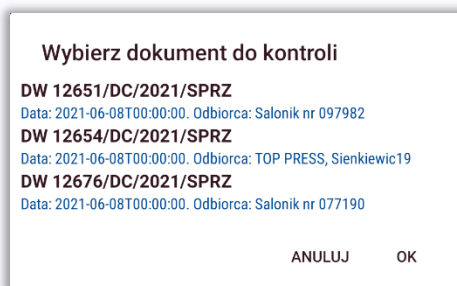 Wybierz dokument do kontroli
DW 12651/DC/2021/SPRZ
Data: 2021-06-08T00:00:00. Odbiorca: Salonik nr 097982
DW 12654/DC/2021/SPRZ
Data: 2021-06-08T00:00:00. Odbiorca: TOP PRESS, Sienkiewic19
DW 12676/DC/2021/SPRZ
Data: 2021-06-08T00:00:00. Odbiorca: Salonik nr 077190
ANULUJ OK